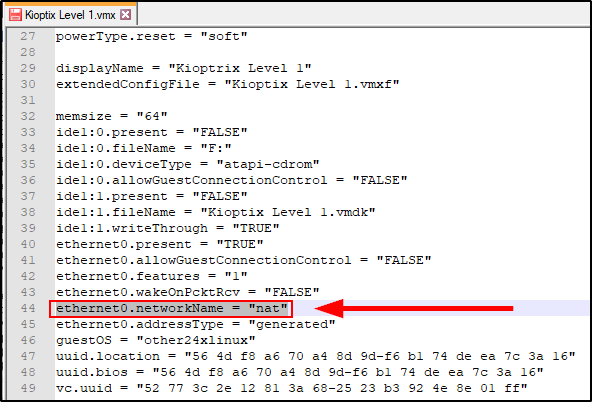 Kioptix Level 1.vmx
27 powerType.reset = "soft"
28
29 displayName = "Kioptrix Level 1"
30 extendedConfigFile = "Kioptix Level 1.vmxf"
31
32 memsize = "64"
33 ide1:0.present = "FALSE"
34 ide1:0.fileName = "F:"
35 ide1:0.deviceType = "atapi-cdrom"
36 ide1:0.allowGuestConnectionControl = "FALSE"
37 ide1:1.present = "FALSE"
38 ide1:1.fileName = "Kioptix Level 1.vmdk"
39 ide1:1.writeThrough = "TRUE"
40 ethernet0.present = "TRUE"
41 ethernet0.allowGuestConnectionControl = "FALSE"
42 ethernet0.features = "1"
43 ethernet0.wakeOnPcktRcv = "FALSE"
44 ethernet0.networkName = "nat"
45 ethernet0.addressType = "generated"
46 guestOS = "other24xlinux"
47 uuid.location = "56 4d f8 a6 70 a4 8d 9d-f6 b1 74 de ea 7c 3a 16"
48 uuid.bios = "56 4d f8 a6 70 a4 8d 9d-f6 b1 74 de ea 7c 3a 16"
49 vc.uuid = "52 77 3c 2e 12 81 3a 68-25 23 b3 92 4e 8e 01 ff"